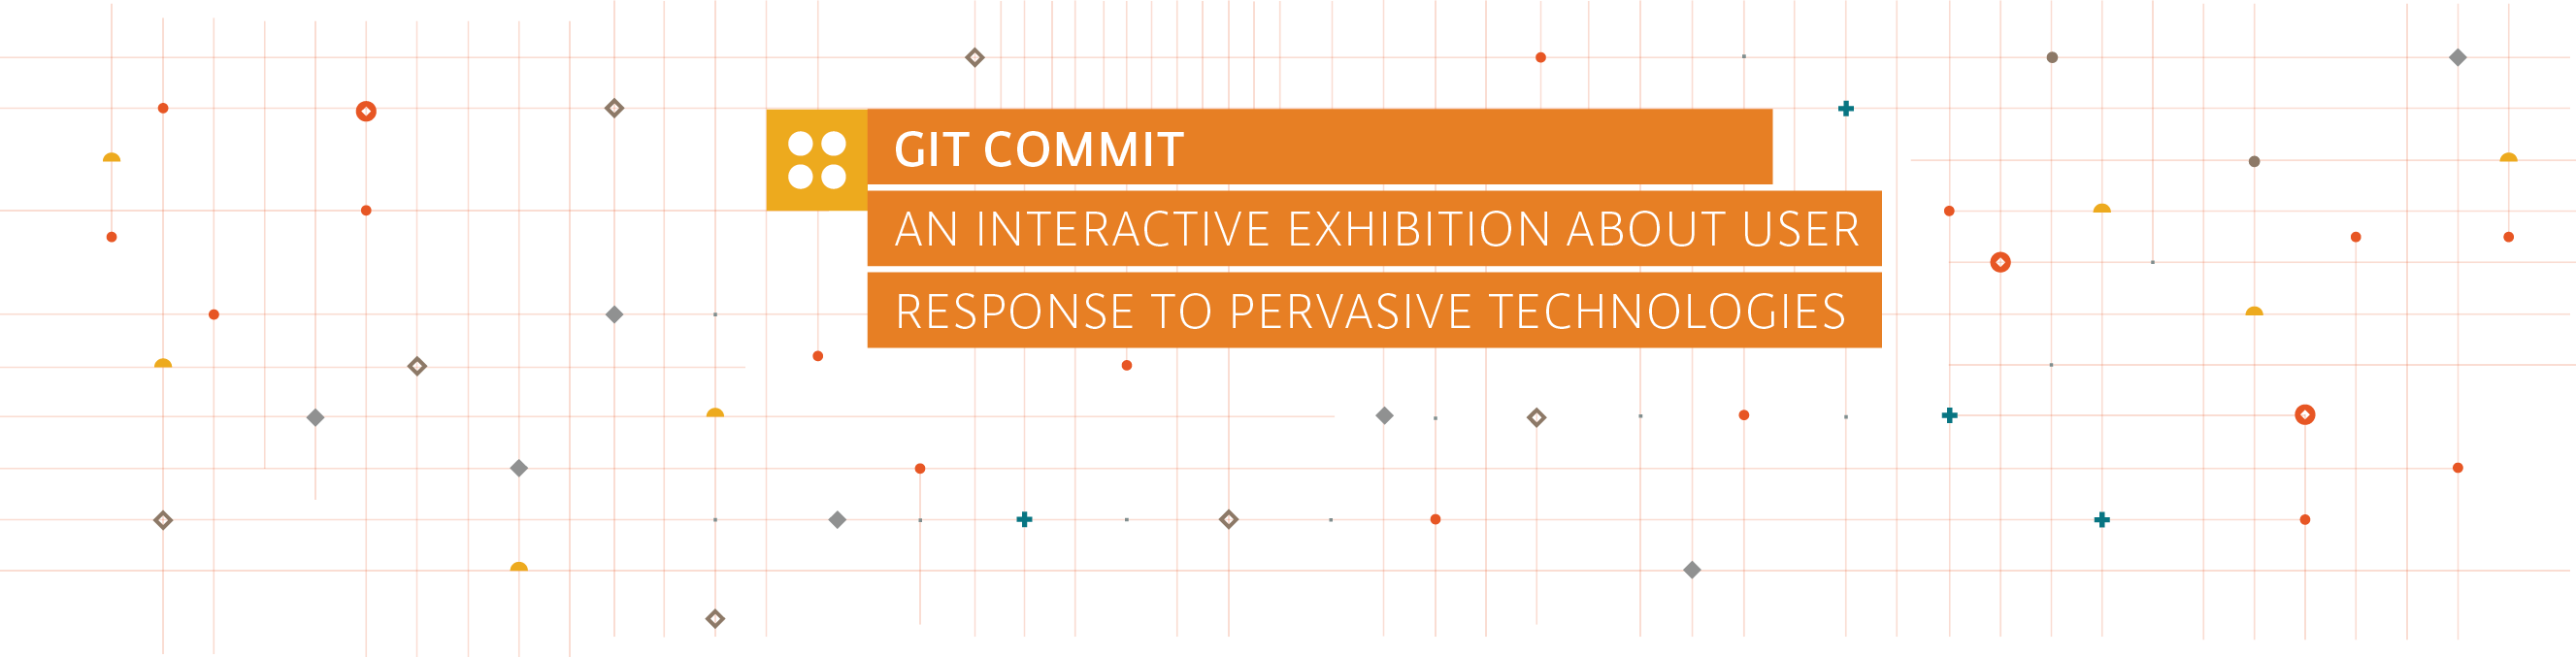 GIT COMMIT
AN INTERACTIVE EXHIBITION ABOUT USER
RESPONSE TO PERVASIVE TECHNOLOGIES